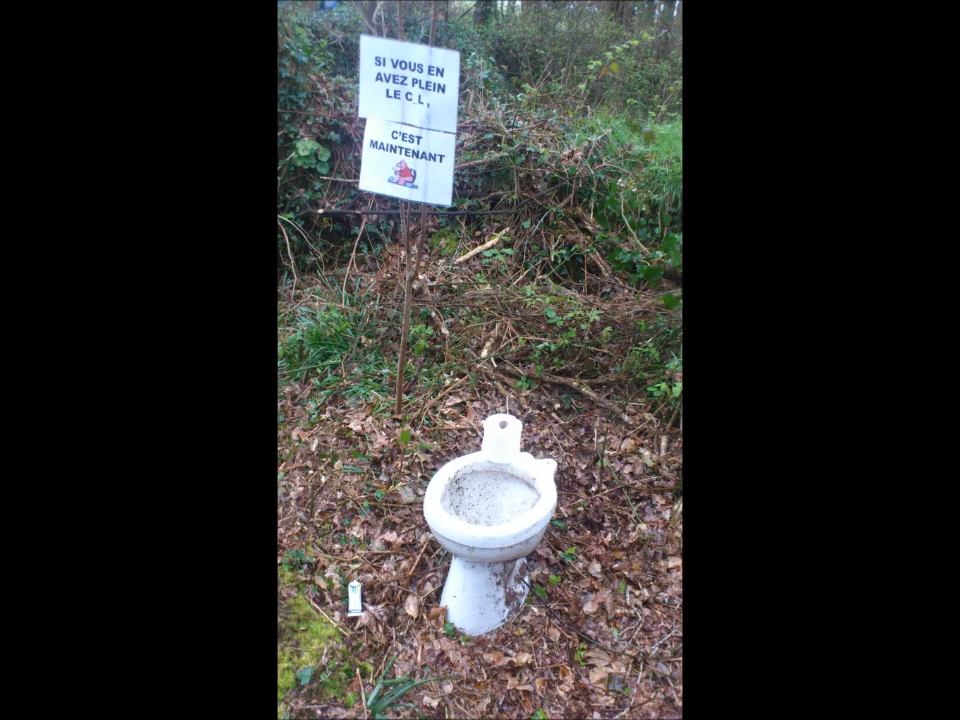 SI VOUS EN
AVEZ PLEIN
LE C_L ,
C'EST
MAINTENANT